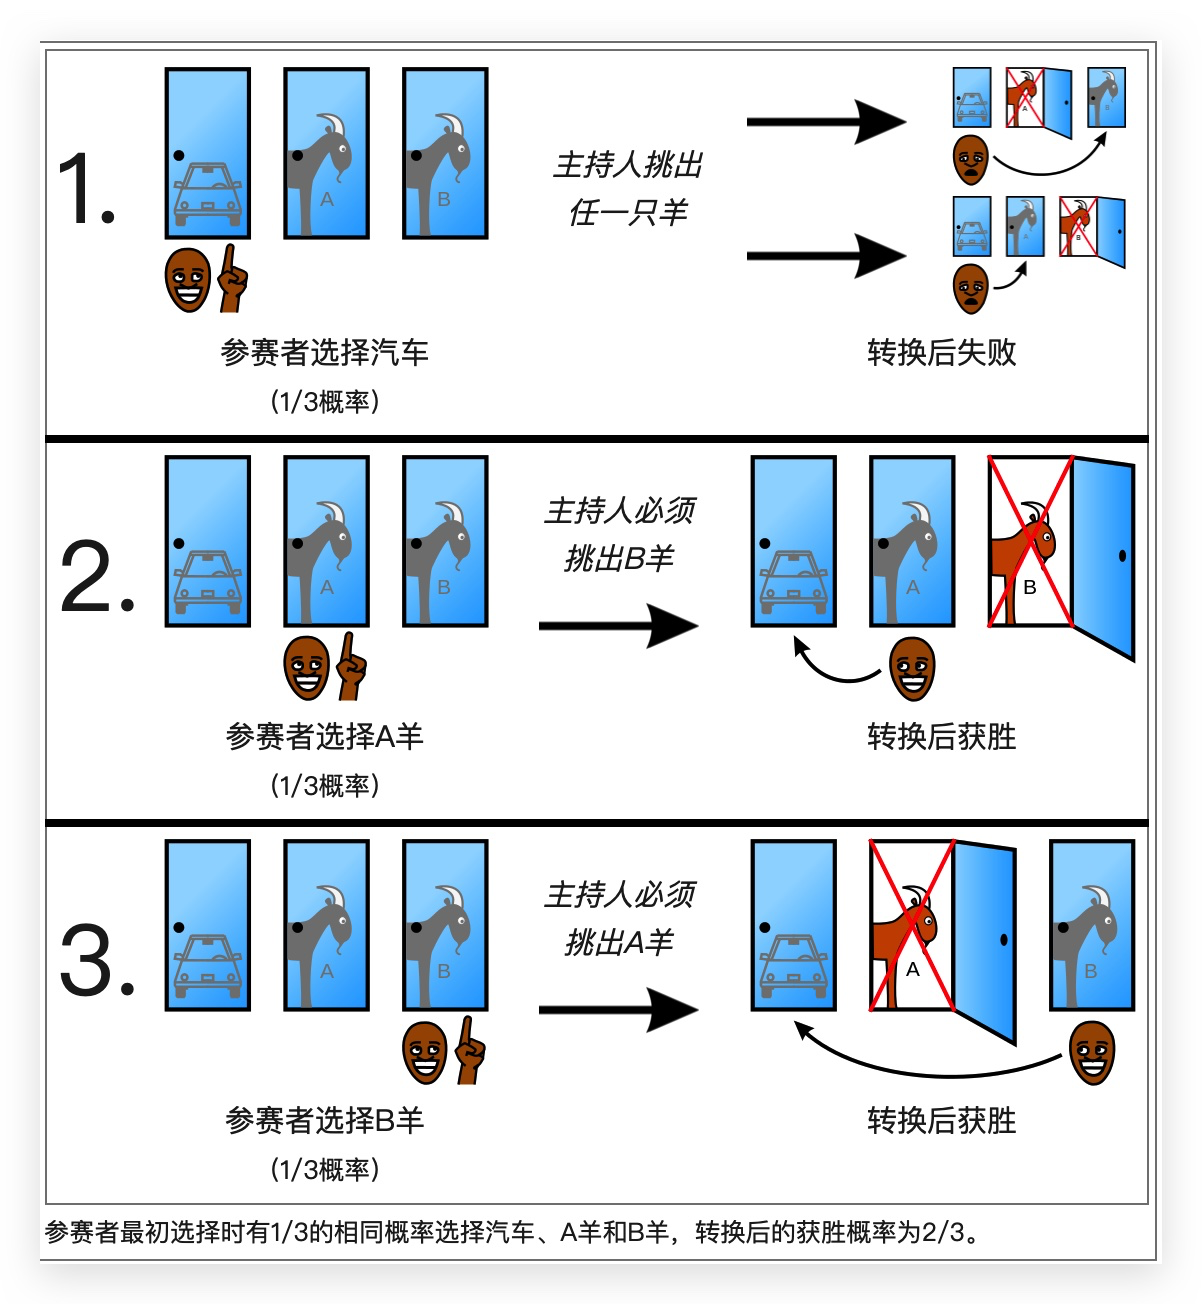 1.
A
B
主持人挑出
任一只羊
A
B
A
B
参赛者选择汽车
(1/3概率)
转换后失败
2.
A
B
主持人必须
挑出B羊
A
B
参赛者选择A羊
(1/3概率)
转换后获胜
3.
A
B
主持人必须
挑出A羊
A
B
参赛者选择B羊
(1/3概率)
转换后获胜
参赛者最初选择时有1/3的相同概率选择汽车、A羊和B羊，转换后的获胜概率为2/3。